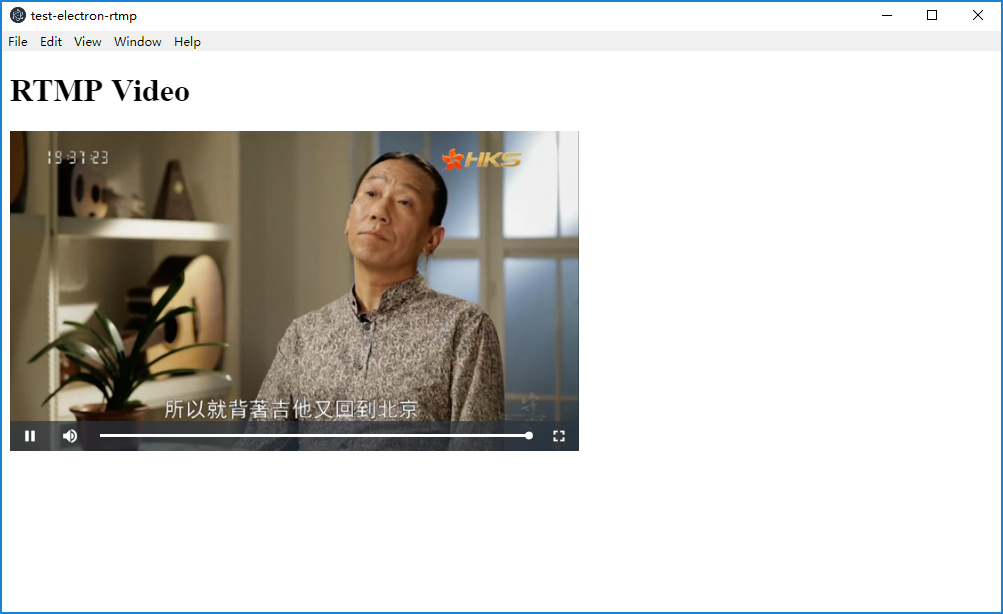 test-electron-rtmp
File Edit View Window Help
RTMP Video
19:37:23
HKS
所以就背著吉他又回到北京